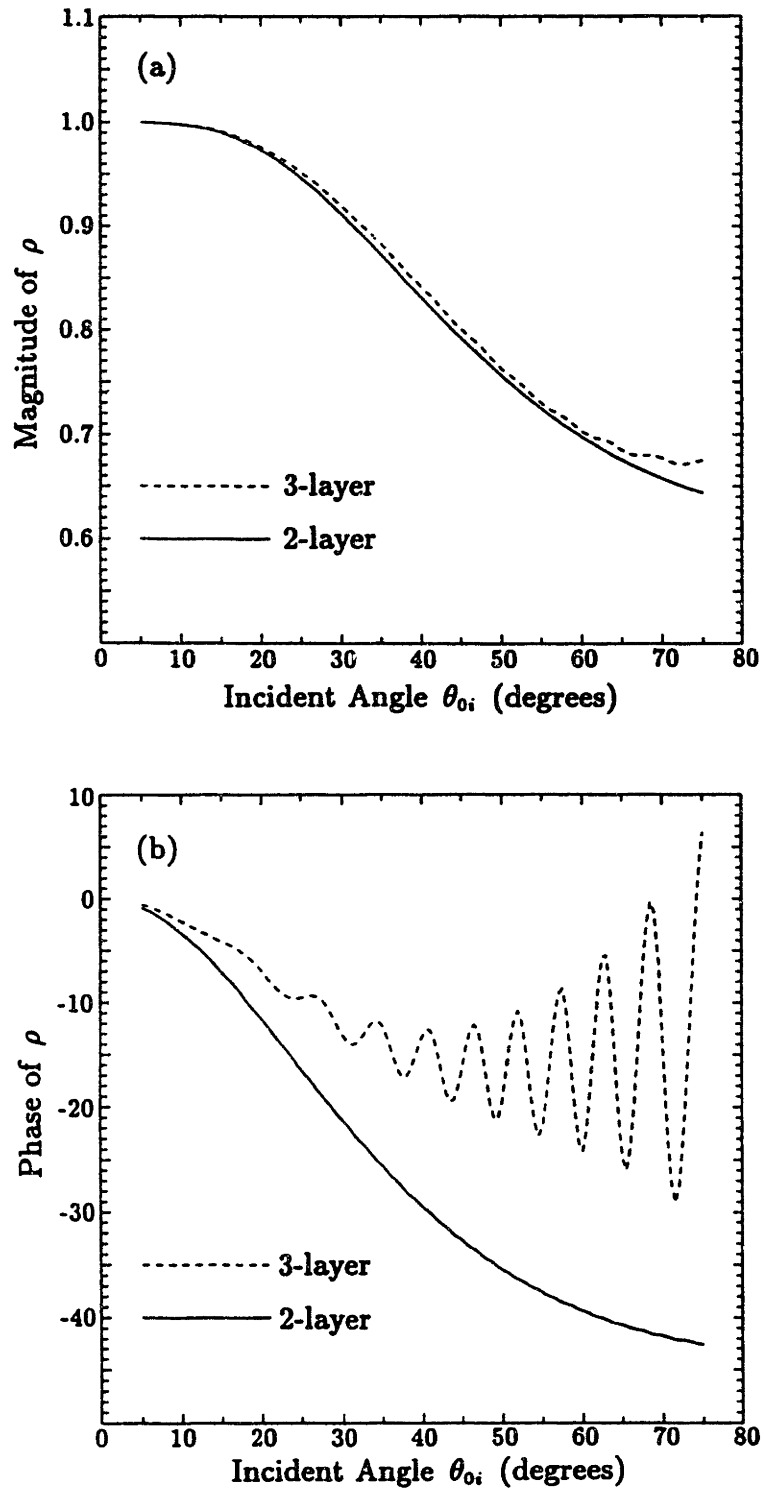 1.1
(a)
1.0
0.9
0.8
0.7
0.6
Magnitude of ρ
3-layer
2-layer
0 10 20 30 40 50 60 70 80
Incident Angle θ₀ᵢ (degrees)
10
(b)
0
-10
-20
-30
-40
Phase of ρ
3-layer
2-layer
0 10 20 30 40 50 60 70 80
Incident Angle θ₀ᵢ (degrees)